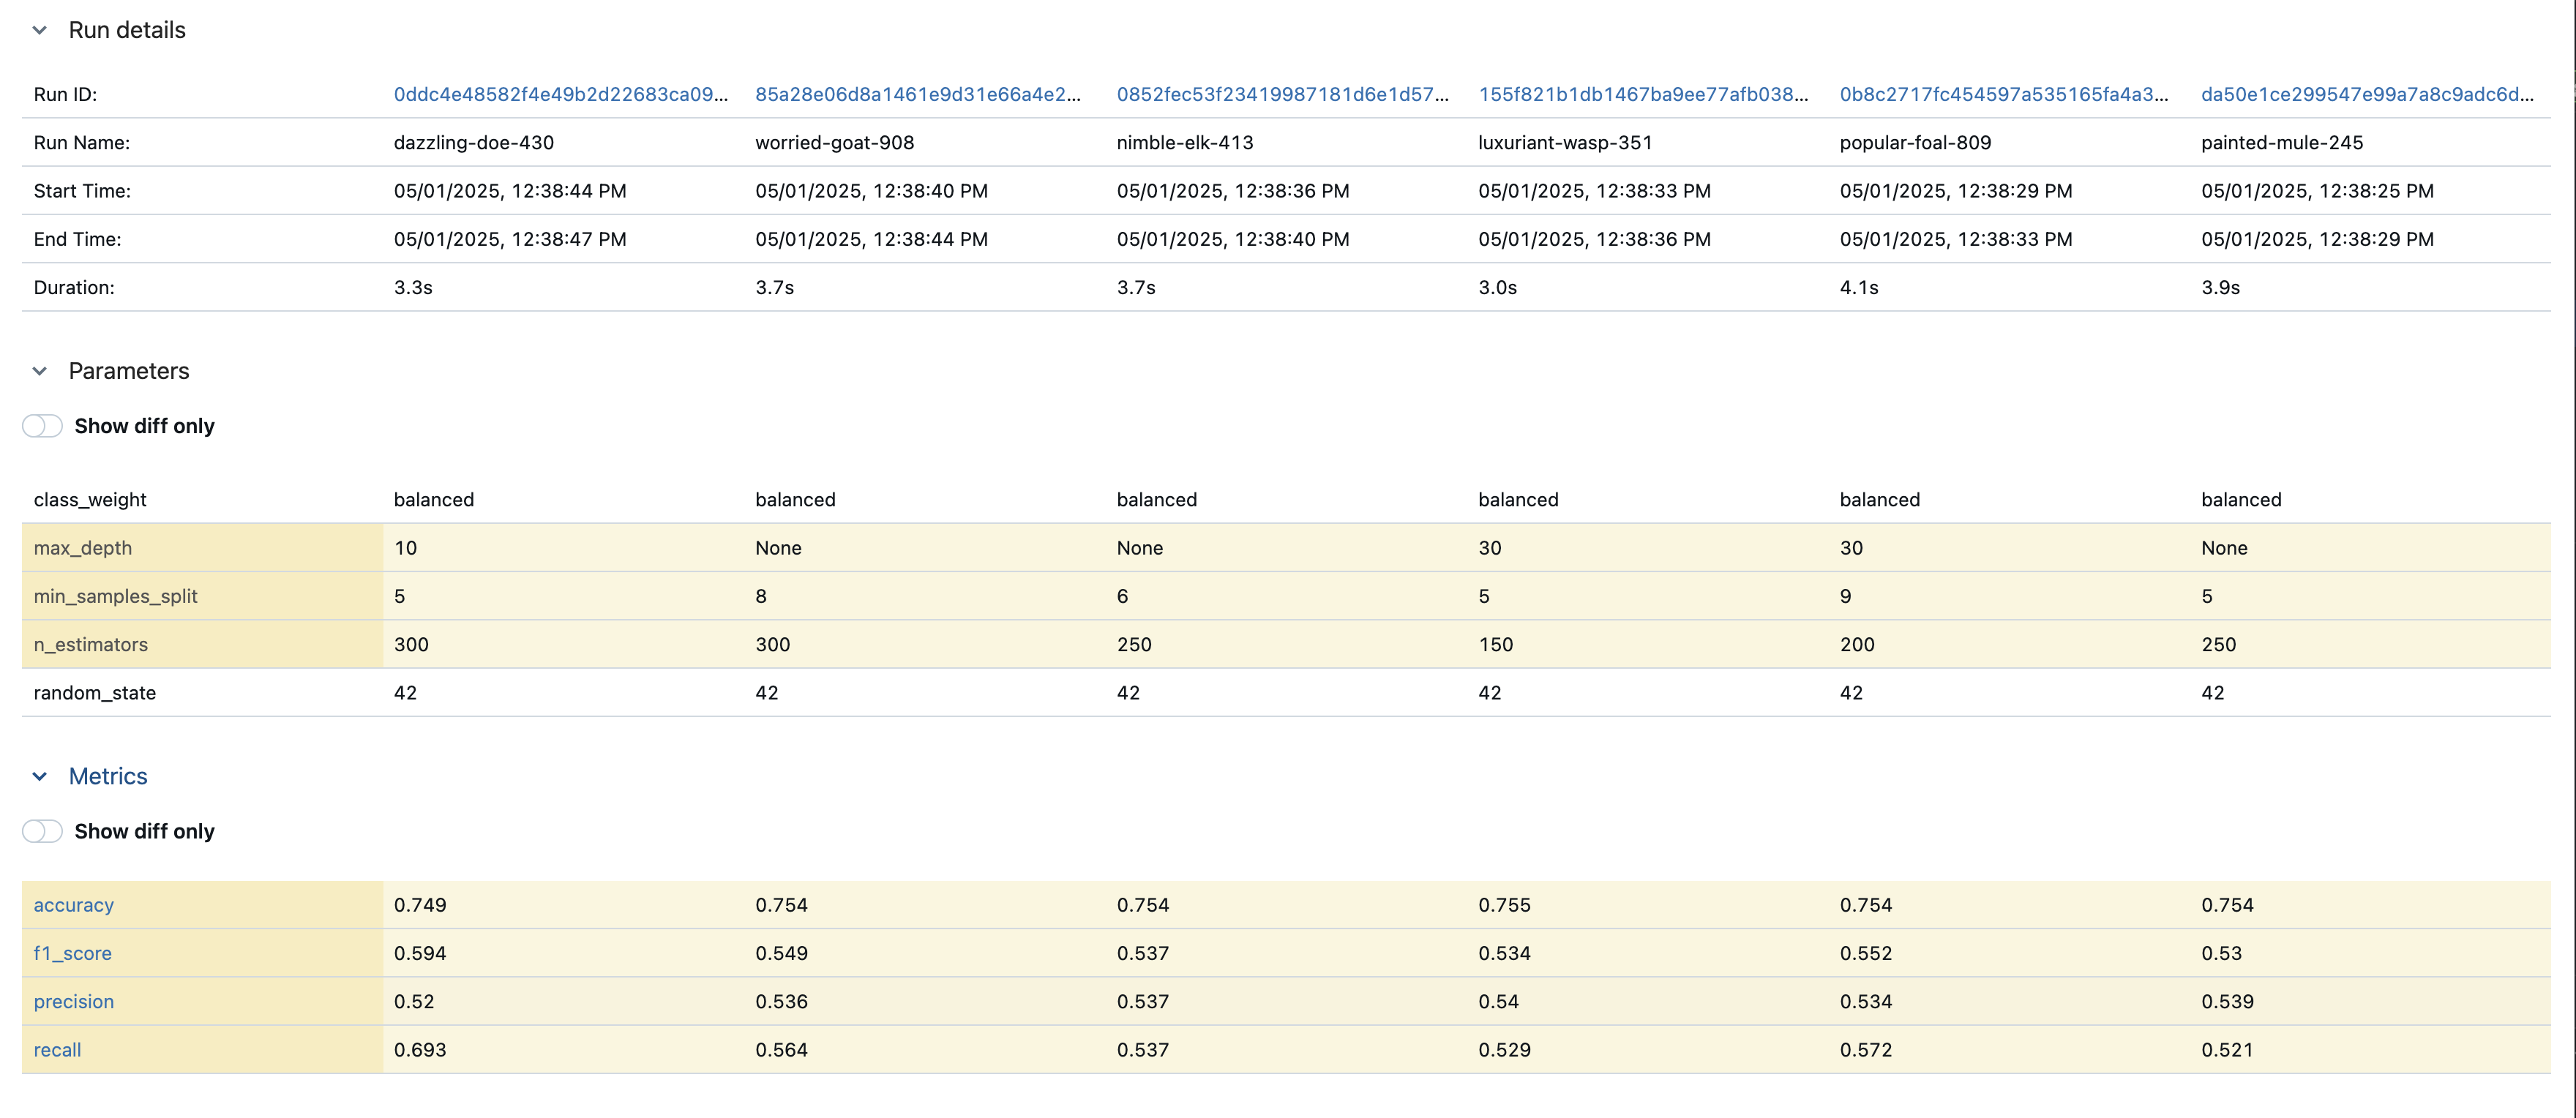 Run details
Run ID: 0ddc4e48582f4e49b2d22683ca09... 85a28e06d8a1461e9d31e66a4e2... 0852fec53f23419987181d6e1d57... 155f821b1db1467ba9ee77afb038... 0b8c2717fc454597a535165fa4a3... da50e1ce299547e99a7a8c9adc6d...
Run Name: dazzling-doe-430 worried-goat-908 nimble-elk-413 luxuriant-wasp-351 popular-foal-809 painted-mule-245
Start Time: 05/01/2025, 12:38:44 PM 05/01/2025, 12:38:40 PM 05/01/2025, 12:38:36 PM 05/01/2025, 12:38:33 PM 05/01/2025, 12:38:29 PM 05/01/2025, 12:38:25 PM
End Time: 05/01/2025, 12:38:47 PM 05/01/2025, 12:38:44 PM 05/01/2025, 12:38:40 PM 05/01/2025, 12:38:36 PM 05/01/2025, 12:38:33 PM 05/01/2025, 12:38:29 PM
Duration: 3.3s 3.7s 3.7s 3.0s 4.1s 3.9s
Parameters
Show diff only
class_weight balanced balanced balanced balanced balanced balanced
max_depth 10 None None 30 30 None
min_samples_split 5 8 6 5 9 5
n_estimators 300 300 250 150 200 250
random_state 42 42 42 42 42 42
Metrics
Show diff only
accuracy 0.749 0.754 0.754 0.755 0.754 0.754
f1_score 0.594 0.549 0.537 0.534 0.552 0.53
precision 0.52 0.536 0.537 0.54 0.534 0.539
recall 0.693 0.564 0.537 0.529 0.572 0.521